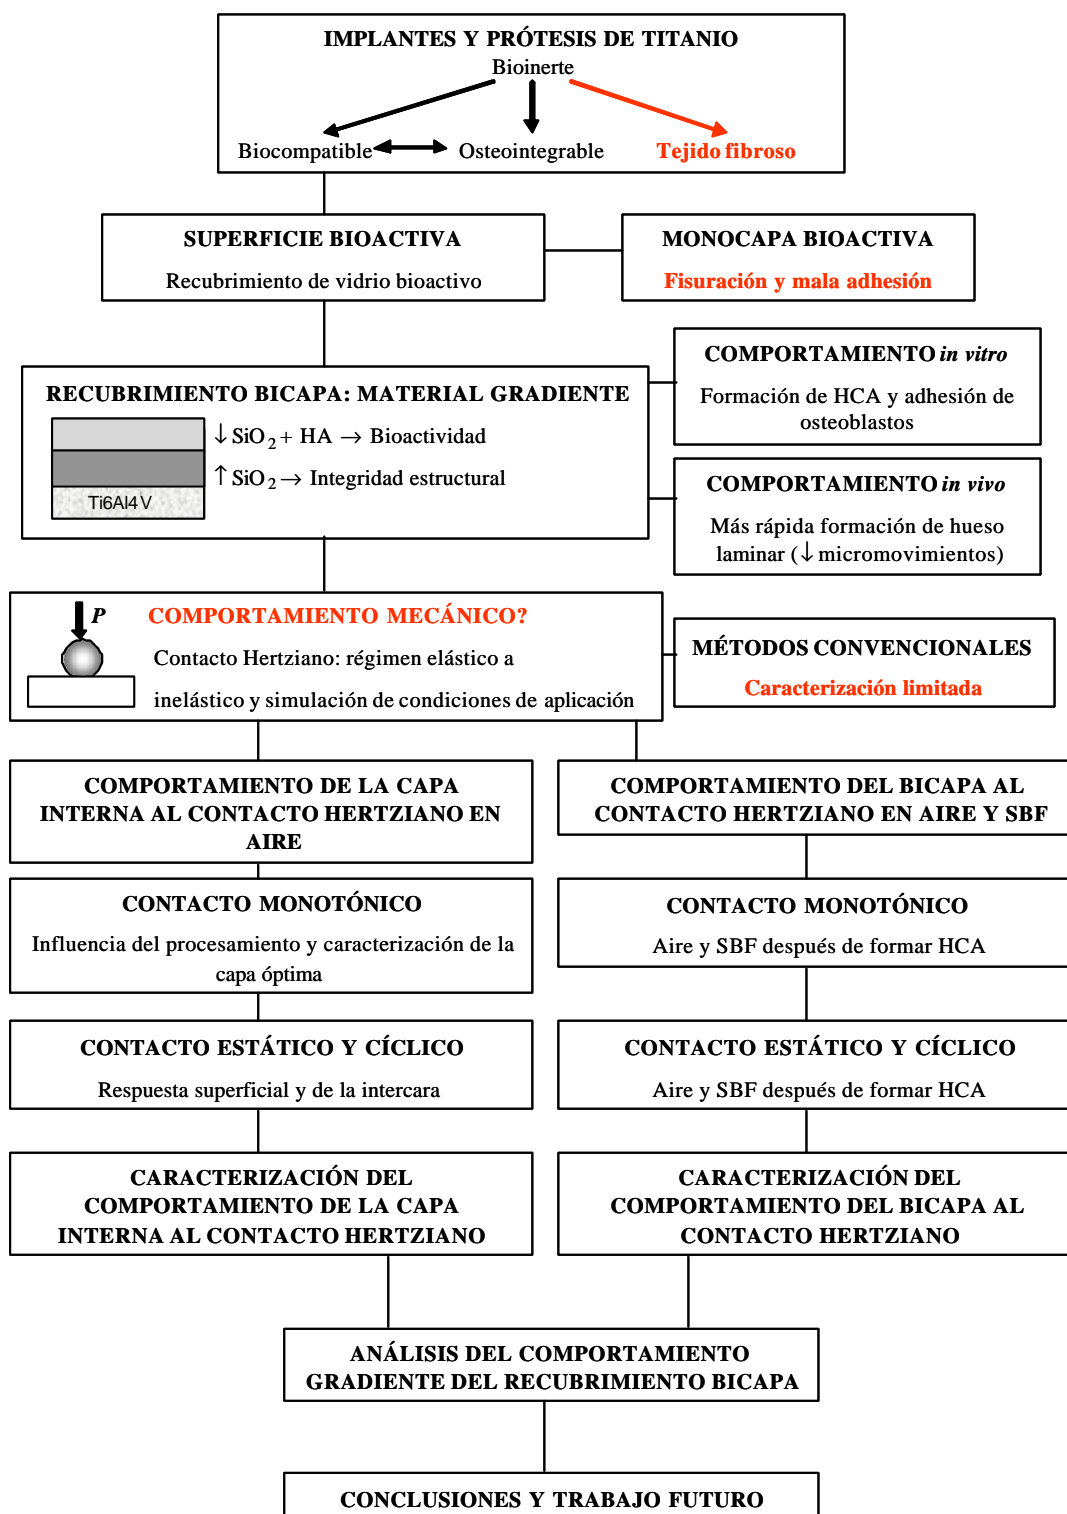 IMPLANTES Y PRÓTESIS DE TITANIO
Bioinerte
Biocompatible
Osteointegrable
Tejido fibroso
SUPERFICIE BIOACTIVA
Recubrimiento de vidrio bioactivo
MONOCAPA BIOACTIVA
Fisuración y mala adhesión
RECUBRIMIENTO BICAPA: MATERIAL GRADIENTE
↓ SiO2 + HA → Bioactividad
↑ SiO2 → Integridad estructural
Ti6Al4V
COMPORTAMIENTO in vitro
Formación de HCA y adhesión de
osteoblastos
COMPORTAMIENTO in vivo
Más rápida formación de hueso
laminar (↓ micromovimientos)
P
COMPORTAMIENTO MECÁNICO?
Contacto Hertziano: régimen elástico a
inelástico y simulación de condiciones de aplicación
MÉTODOS CONVENCIONALES
Caracterización limitada
COMPORTAMIENTO DE LA CAPA
INTERNA AL CONTACTO HERTZIANO EN
AIRE
CONTACTO MONOTÓNICO
Influencia del procesamiento y caracterización de la
capa óptima
CONTACTO ESTÁTICO Y CÍCLICO
Respuesta superficial y de la intercara
CARACTERIZACIÓN DEL
COMPORTAMIENTO DE LA CAPA
INTERNA AL CONTACTO HERTZIANO
COMPORTAMIENTO DEL BICAPA AL
CONTACTO HERTZIANO EN AIRE Y SBF
CONTACTO MONOTÓNICO
Aire y SBF después de formar HCA
CONTACTO ESTÁTICO Y CÍCLICO
Aire y SBF después de formar HCA
CARACTERIZACIÓN DEL
COMPORTAMIENTO DEL BICAPA AL
CONTACTO HERTZIANO
ANÁLISIS DEL COMPORTAMIENTO
GRADIENTE DEL RECUBRIMIENTO BICAPA
CONCLUSIONES Y TRABAJO FUTURO